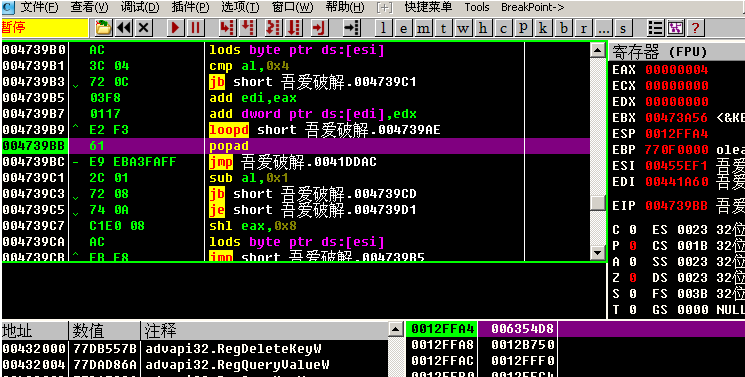 C 文件(F) 查看(V) 调试(D) 插件(P) 选项(T) 窗口(W) 帮助(H) [+] 快捷菜单 Tools BreakPoint->
暂停 l e m t w h c p k b z r ... s ?
004739B0 AC lods byte ptr ds:[esi]
004739B1 3C 04 cmp al,0x4
004739B3 72 0C jb short 吾爱破解.004739C1
004739B5 03F8 add edi,eax
004739B7 0117 add dword ptr ds:[edi],edx
004739B9 ^ E2 F3 loopd short 吾爱破解.004739AE
004739BB 61 popad
004739BC - E9 EBA3FAFF jmp 吾爱破解.0041DDAC
004739C1 2C 01 sub al,0x1
004739C3 72 08 jb short 吾爱破解.004739CD
004739C5 74 0A je short 吾爱破解.004739D1
004739C7 C1E0 08 shl eax,0x8
004739CA AC lods byte ptr ds:[esi]
004739CB ^ EB E8 jmp short 吾爱破解.004739B5
寄存器 (FPU)
EAX 00000004
ECX 00000000
EDX 00000000
EBX 00473A56 <&KE
ESP 0012FFA4
EBP 770F0000 olea
ESI 00455EF1 吾爱
EDI 00441A60 吾爱
EIP 004739BB 吾爱
C 0 ES 0023 32位
P 0 CS 001B 32位
A 0 SS 0023 32位
Z 0 DS 0023 32位
S 0 FS 003B 32位
T 0 GS 0000 NULL
地址 数值 注释
00432000 77DB557B advapi32.RegDeleteKeyW
00432004 77DAD86A advapi32.RegQueryValueW
0012FFA4 006354D8
0012FFA8 0012B750
0012FFAC 0012FFF0
0012FFB0 0012FFC4